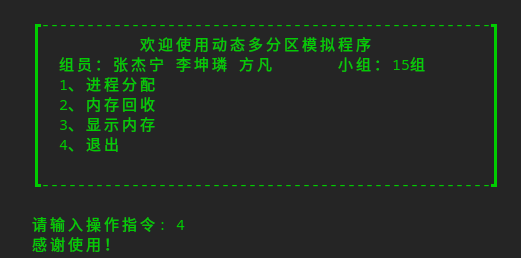 欢迎使用动态多分区模拟程序
组员：张杰宁 李坤璘 方凡 小组：15组
1、进程分配
2、内存回收
3、显示内存
4、退出
请输入操作指令：4
感谢使用！